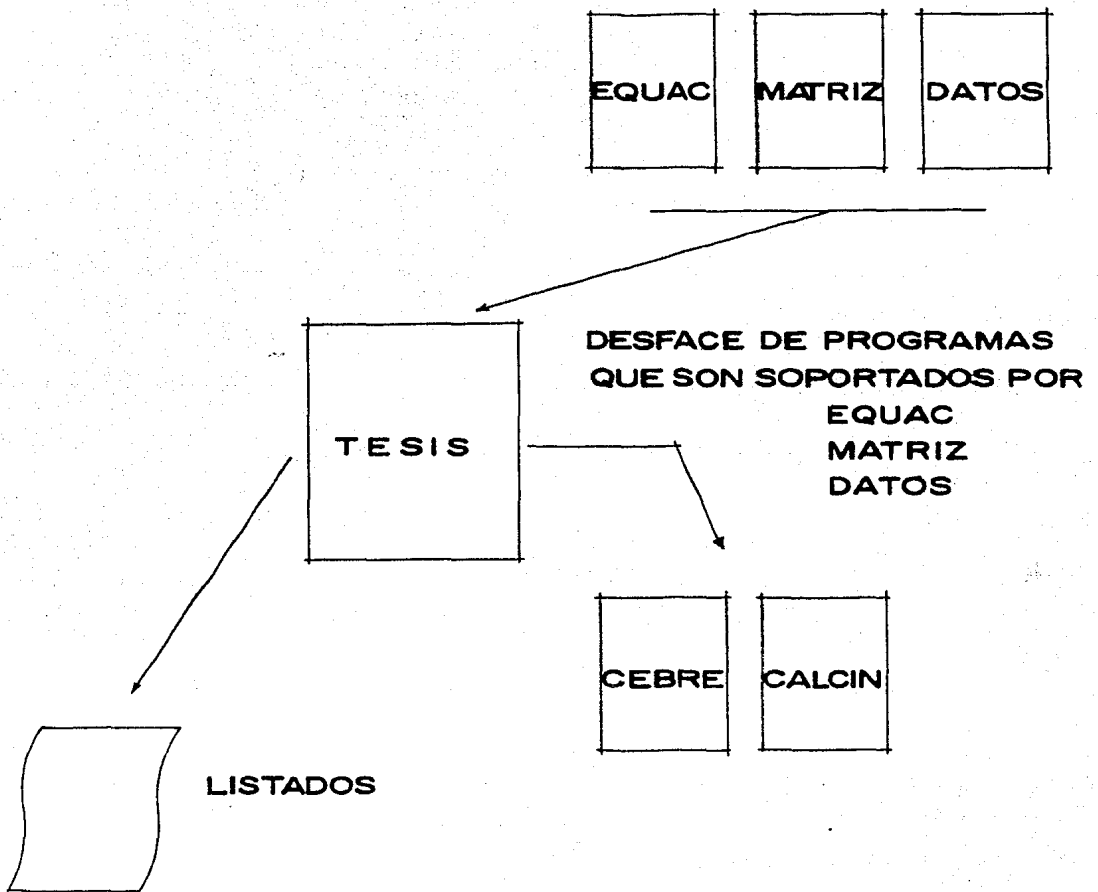 EQUAC MATRIZ DATOS
DESFACE DE PROGRAMAS
QUE SON SOPORTADOS POR
EQUAC
MATRIZ
DATOS
TESIS
CEBRE CALCIN
LISTADOS